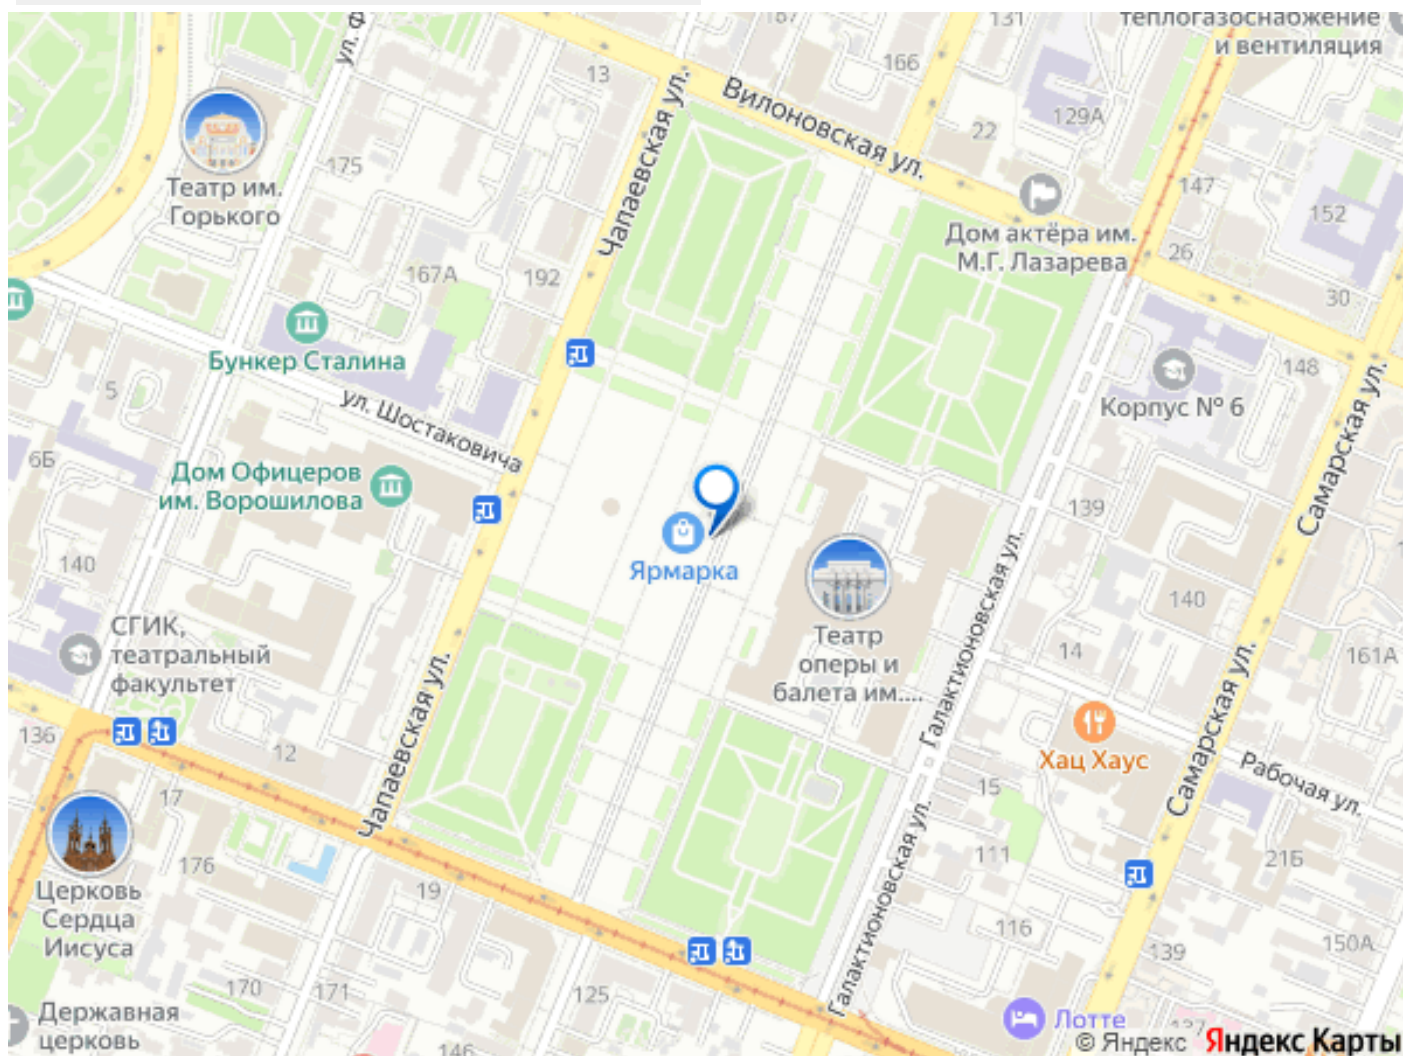 теплогазоснабжение
и вентиляция
187
131
166
13
Вилоновская ул.
129А
22
ул. Ф
Чапаевская ул.
175
Театр им.
Горького
147
152
Дом актёра им.
М.Г. Лазарева
26
167А
192
30
Бункер Сталина
148
Корпус № 6
5
ул. Шостаковича
Самарская ул.
6Б
Дом Офицеров
им. Ворошилова
139
Галактионовская ул.
140
Ярмарка
140
СГИК,
театральный
факультет
Театр
оперы и
балета им....
14
161А
Чапаевская ул.
Самарская ул.
136
12
Хац Хаус
Рабочая ул.
17
15
176
19
111
21Б
Церковь
Сердца
Иисуса
Галактионовская ул.
116
139
150А
170
171
125
Державная
церковь
146
Лотте
137
© Яндекс Яндекс Карты